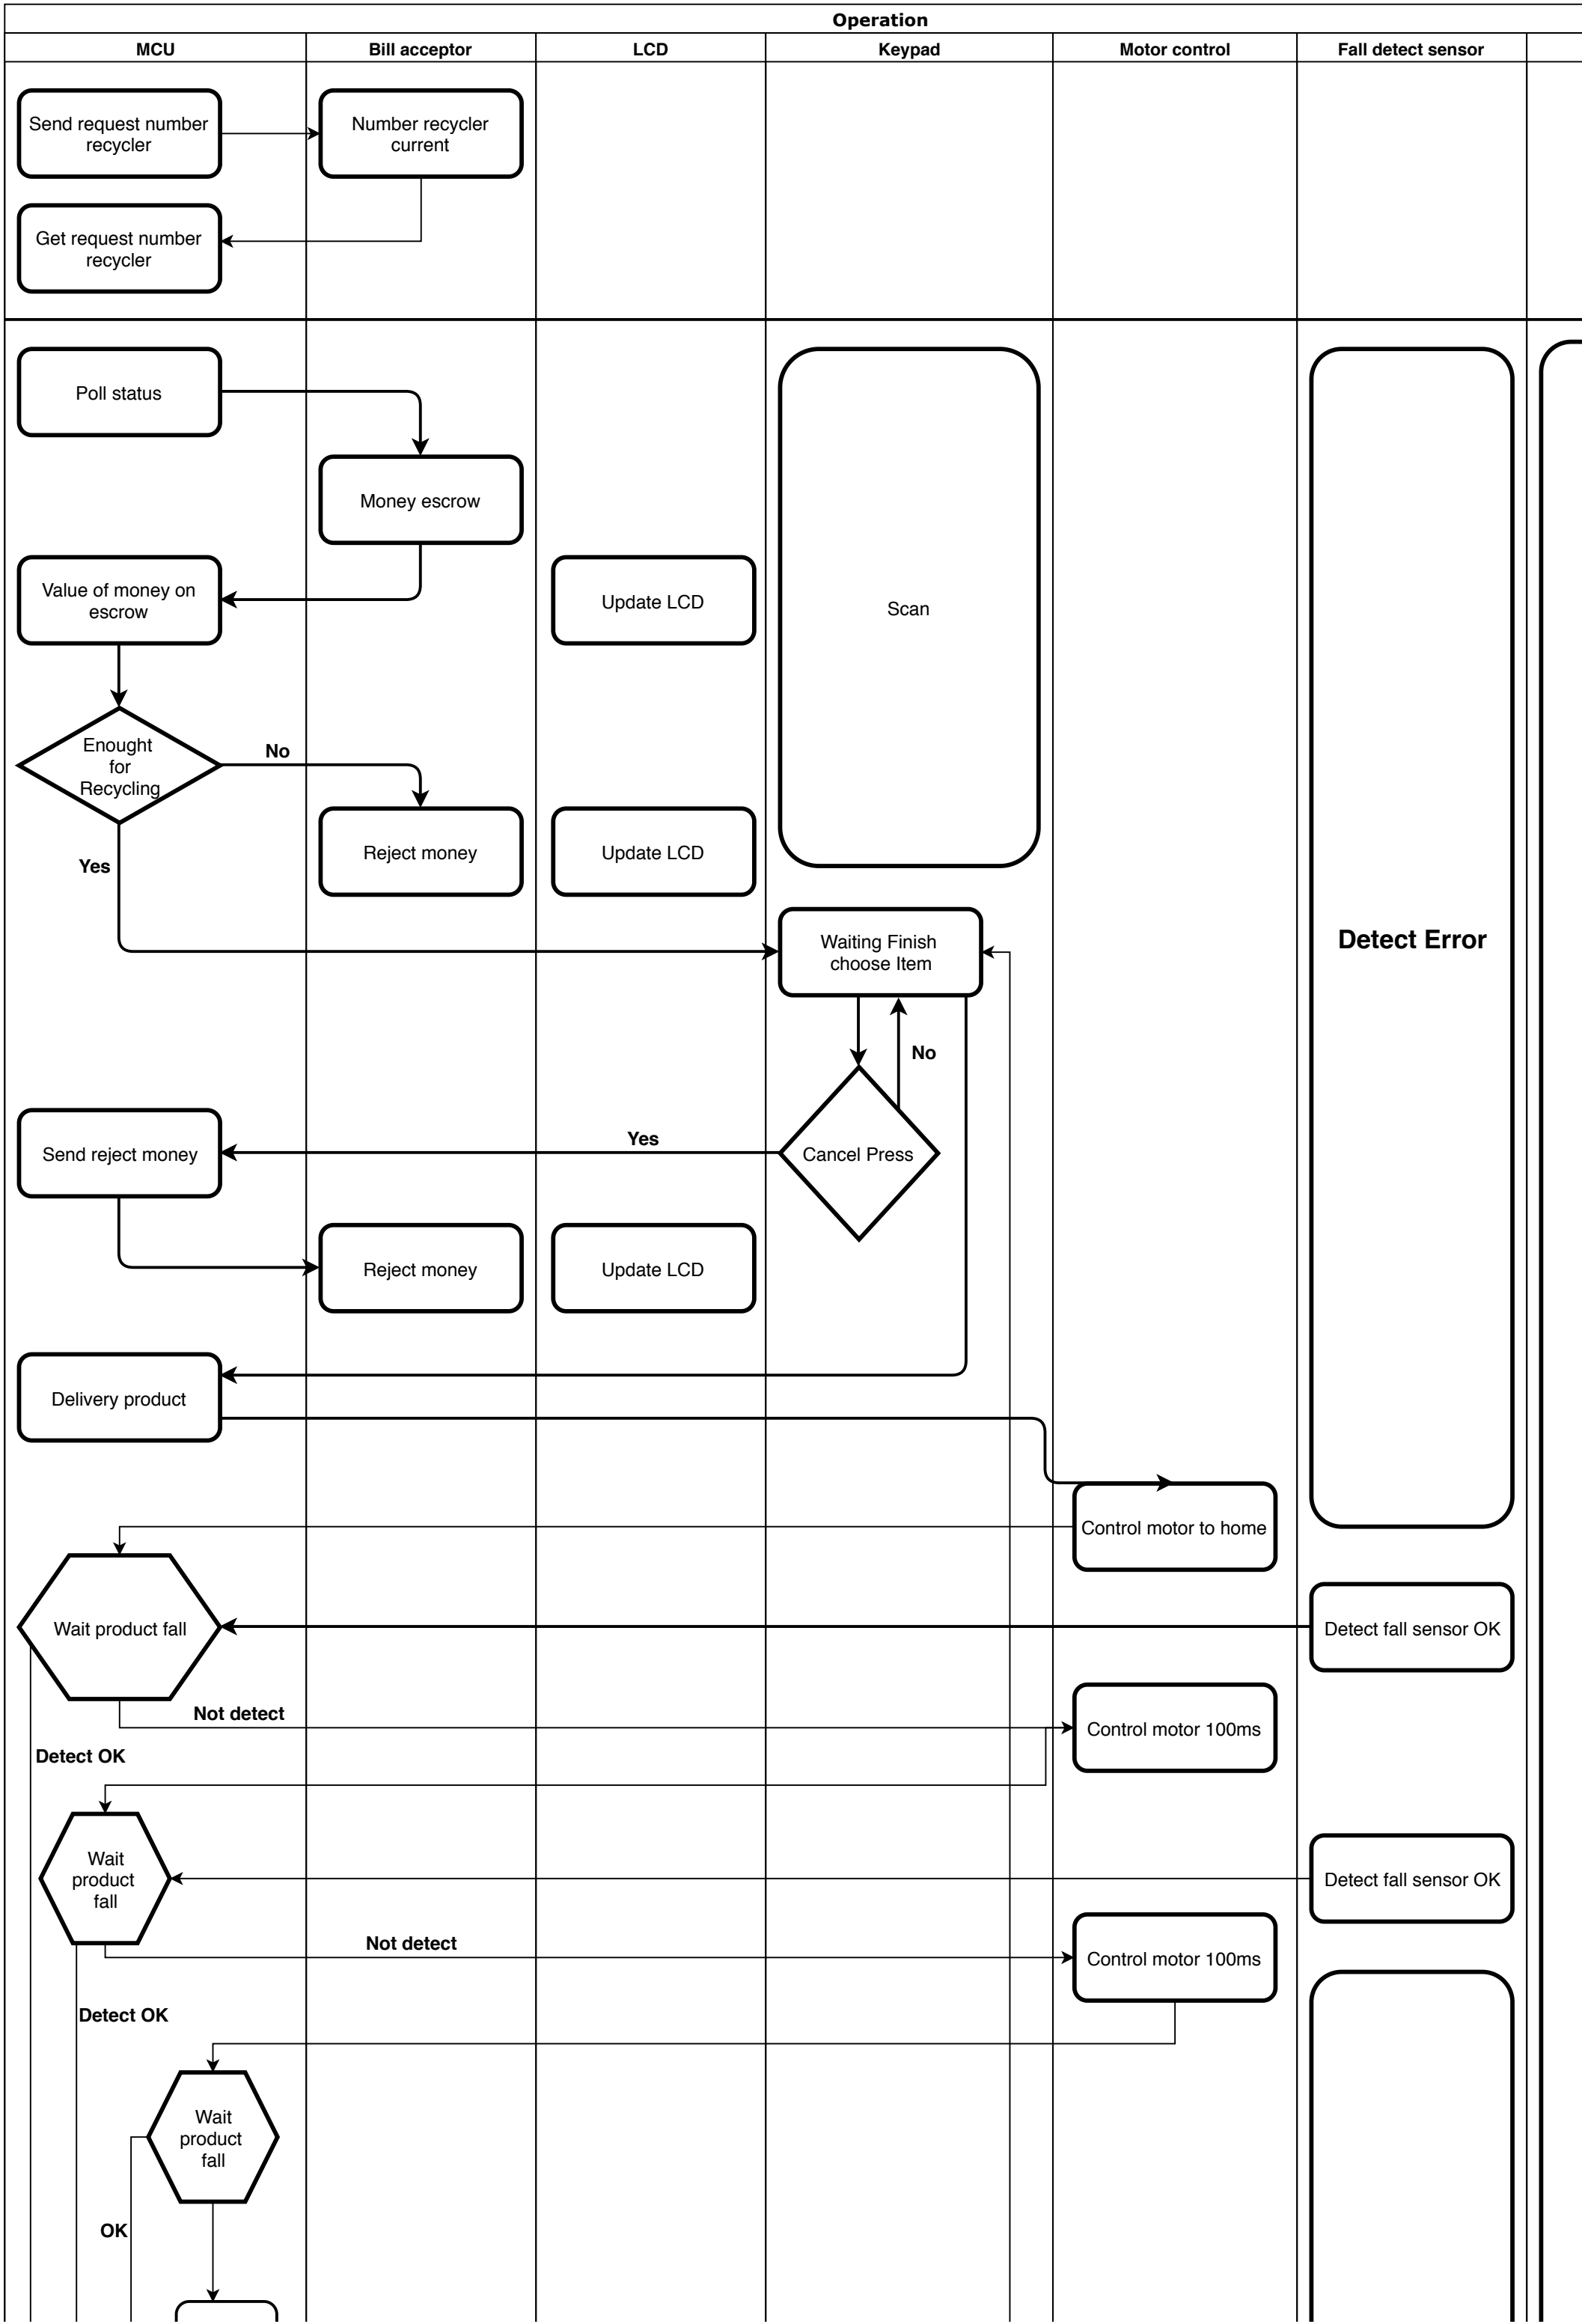 Operation
MCU
Bill acceptor
LCD
Keypad
Motor control
Fall detect sensor
Send request number
recycler
Number recycler
current
Get request number
recycler
Poll status
Money escrow
Value of money on
escrow
Update LCD
Scan
Enought
for
Recycling
No
Reject money
Update LCD
Yes
Waiting Finish
choose Item
Detect Error
No
Send reject money
Yes
Cancel Press
Reject money
Update LCD
Delivery product
Control motor to home
Wait product fall
Detect fall sensor OK
Not detect
Control motor 100ms
Detect OK
Wait
product
fall
Detect fall sensor OK
Not detect
Control motor 100ms
Detect OK
Wait
product
fall
OK